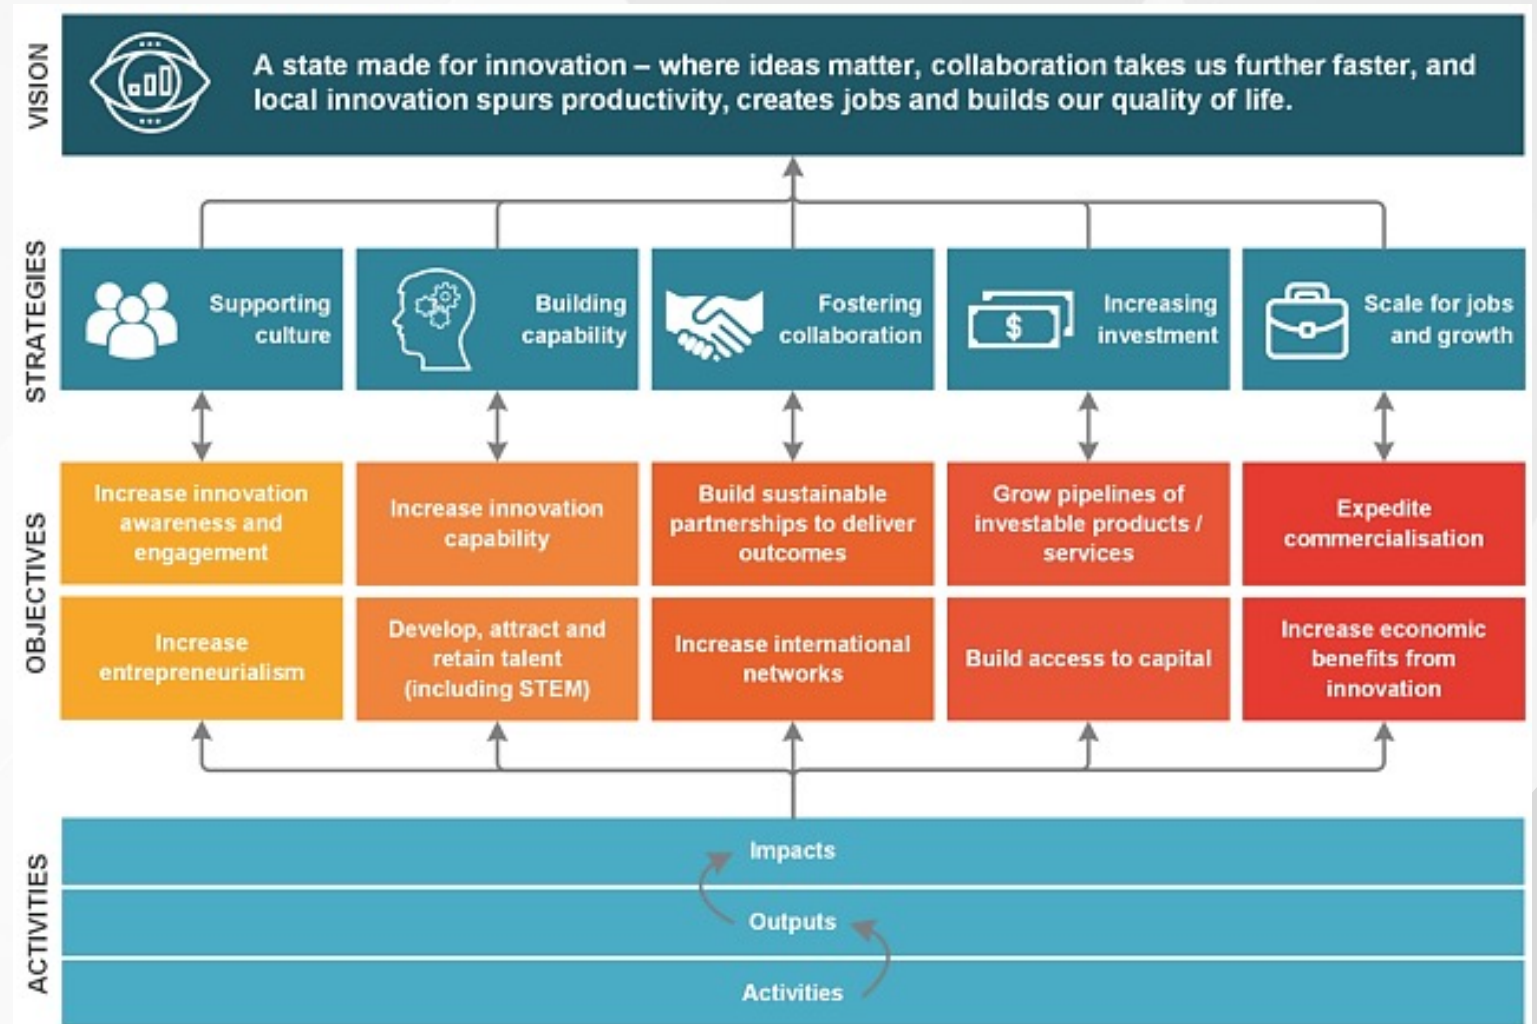 VISION
A state made for innovation – where ideas matter, collaboration takes us further faster, and
local innovation spurs productivity, creates jobs and builds our quality of life.
STRATEGIES
Supporting
culture
Building
capability
Fostering
collaboration
$
Increasing
investment
Scale for jobs
and growth
OBJECTIVES
Increase innovation
awareness and
engagement
Increase innovation
capability
Build sustainable
partnerships to deliver
outcomes
Grow pipelines of
investable products /
services
Expedite
commercialisation
Increase
entrepreneurialism
Develop, attract and
retain talent
(including STEM)
Increase international
networks
Build access to capital
Increase economic
benefits from
innovation
ACTIVITIES
Impacts
Outputs
Activities